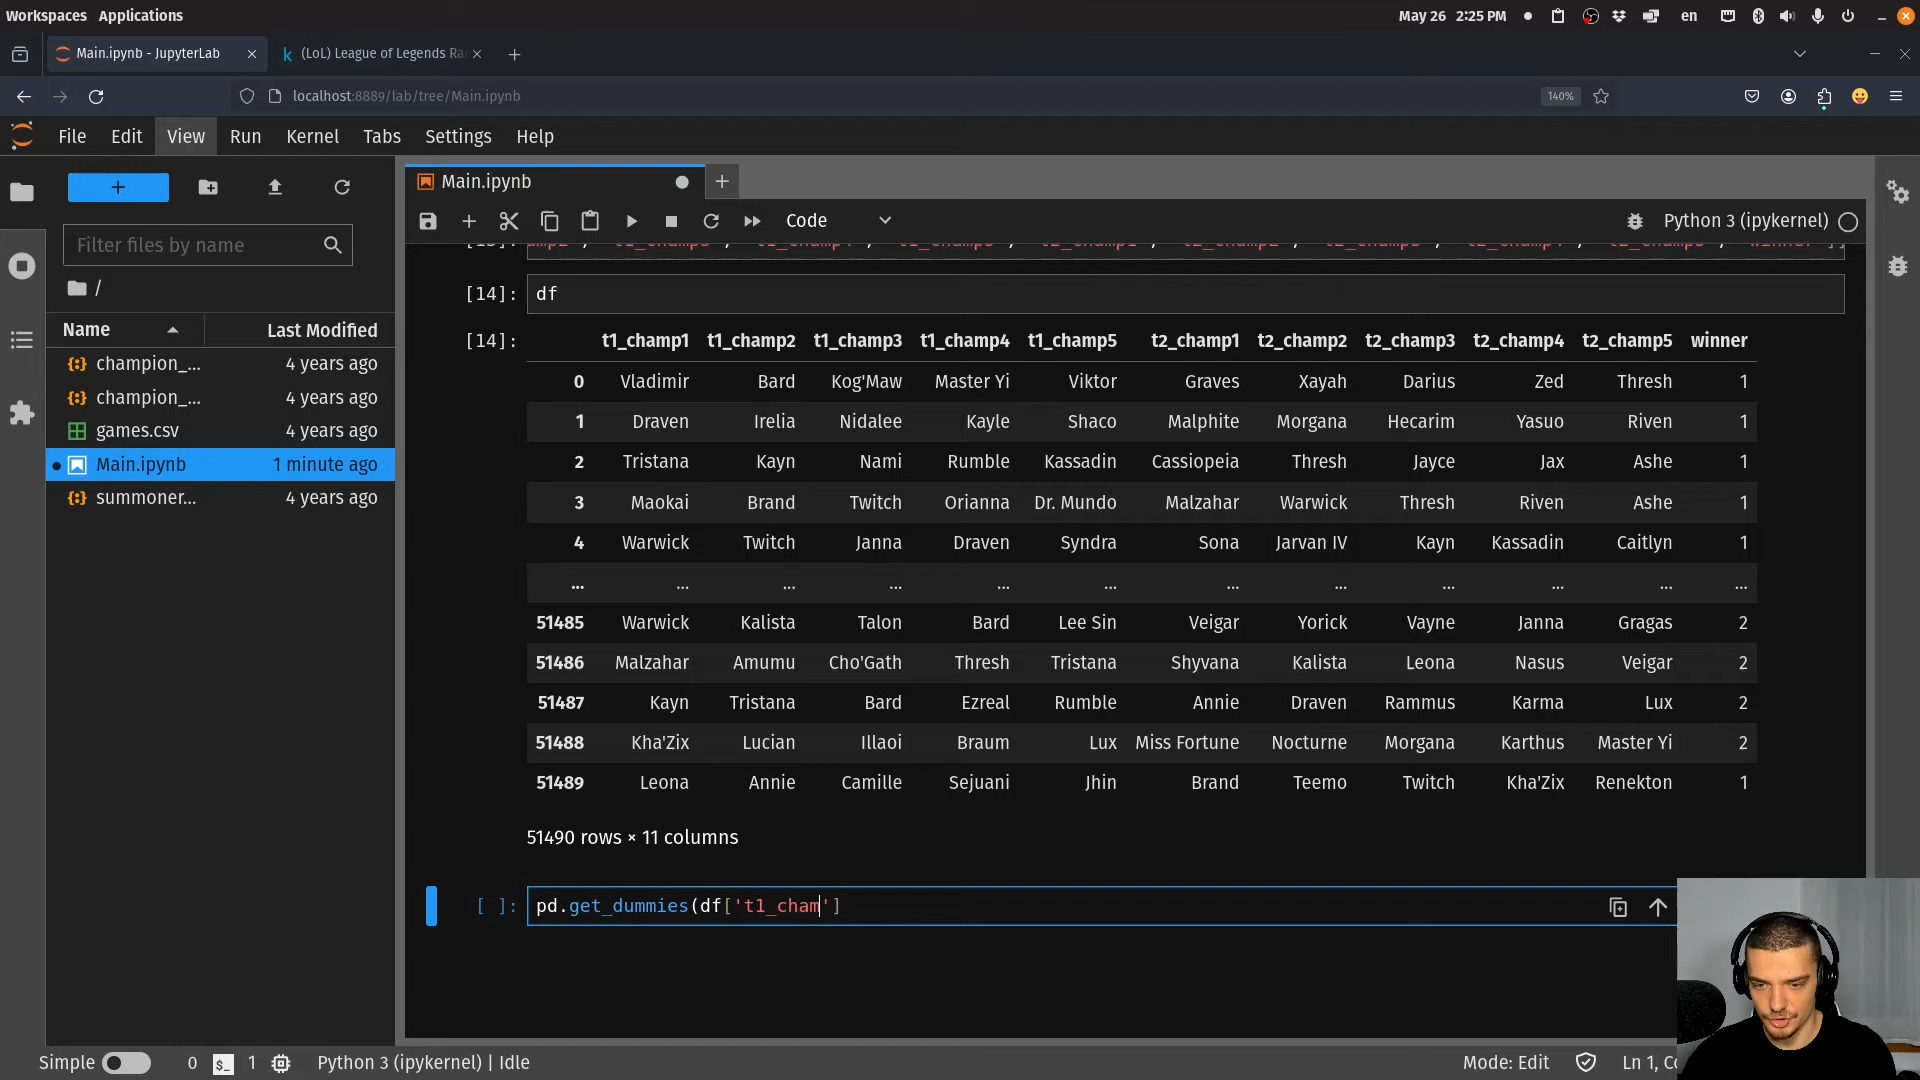 Workspaces Applications May 26 2:25 PM en
Main.ipynb - JupyterLab (LoL) League of Legends Ra
localhost:8889/lab/tree/Main.ipynb 140%
File Edit View Run Kernel Tabs Settings Help
Main.ipynb
Code Python 3 (ipykernel)
Filter files by name
/
Name Last Modified
champion_... 4 years ago
champion_... 4 years ago
games.csv 4 years ago
Main.ipynb 1 minute ago
summoner... 4 years ago
[14]: df
[14]: t1_champ1 t1_champ2 t1_champ3 t1_champ4 t1_champ5 t2_champ1 t2_champ2 t2_champ3 t2_champ4 t2_champ5 winner
0 Vladimir Bard Kog'Maw Master Yi Viktor Graves Xayah Darius Zed Thresh 1
1 Draven Irelia Nidalee Kayle Shaco Malphite Morgana Hecarim Yasuo Riven 1
2 Tristana Kayn Nami Rumble Kassadin Cassiopeia Thresh Jayce Jax Ashe 1
3 Maokai Brand Twitch Orianna Dr. Mundo Malzahar Warwick Thresh Riven Ashe 1
4 Warwick Twitch Janna Draven Syndra Sona Jarvan IV Kayn Kassadin Caitlyn 1
... ... ... ... ... ... ... ... ... ... ... ...
51485 Warwick Kalista Talon Bard Lee Sin Veigar Yorick Vayne Janna Gragas 2
51486 Malzahar Amumu Cho'Gath Thresh Tristana Shyvana Kalista Leona Nasus Veigar 2
51487 Kayn Tristana Bard Ezreal Rumble Annie Draven Rammus Karma Lux 2
51488 Kha'Zix Lucian Illaoi Braum Lux Miss Fortune Nocturne Morgana Karthus Master Yi 2
51489 Leona Annie Camille Sejuani Jhin Brand Teemo Twitch Kha'Zix Renekton 1
51490 rows × 11 columns
[ ]: pd.get_dummies(df['t1_cham']
Simple 0 $_ 1 Python 3 (ipykernel) | Idle Mode: Edit Ln 1,